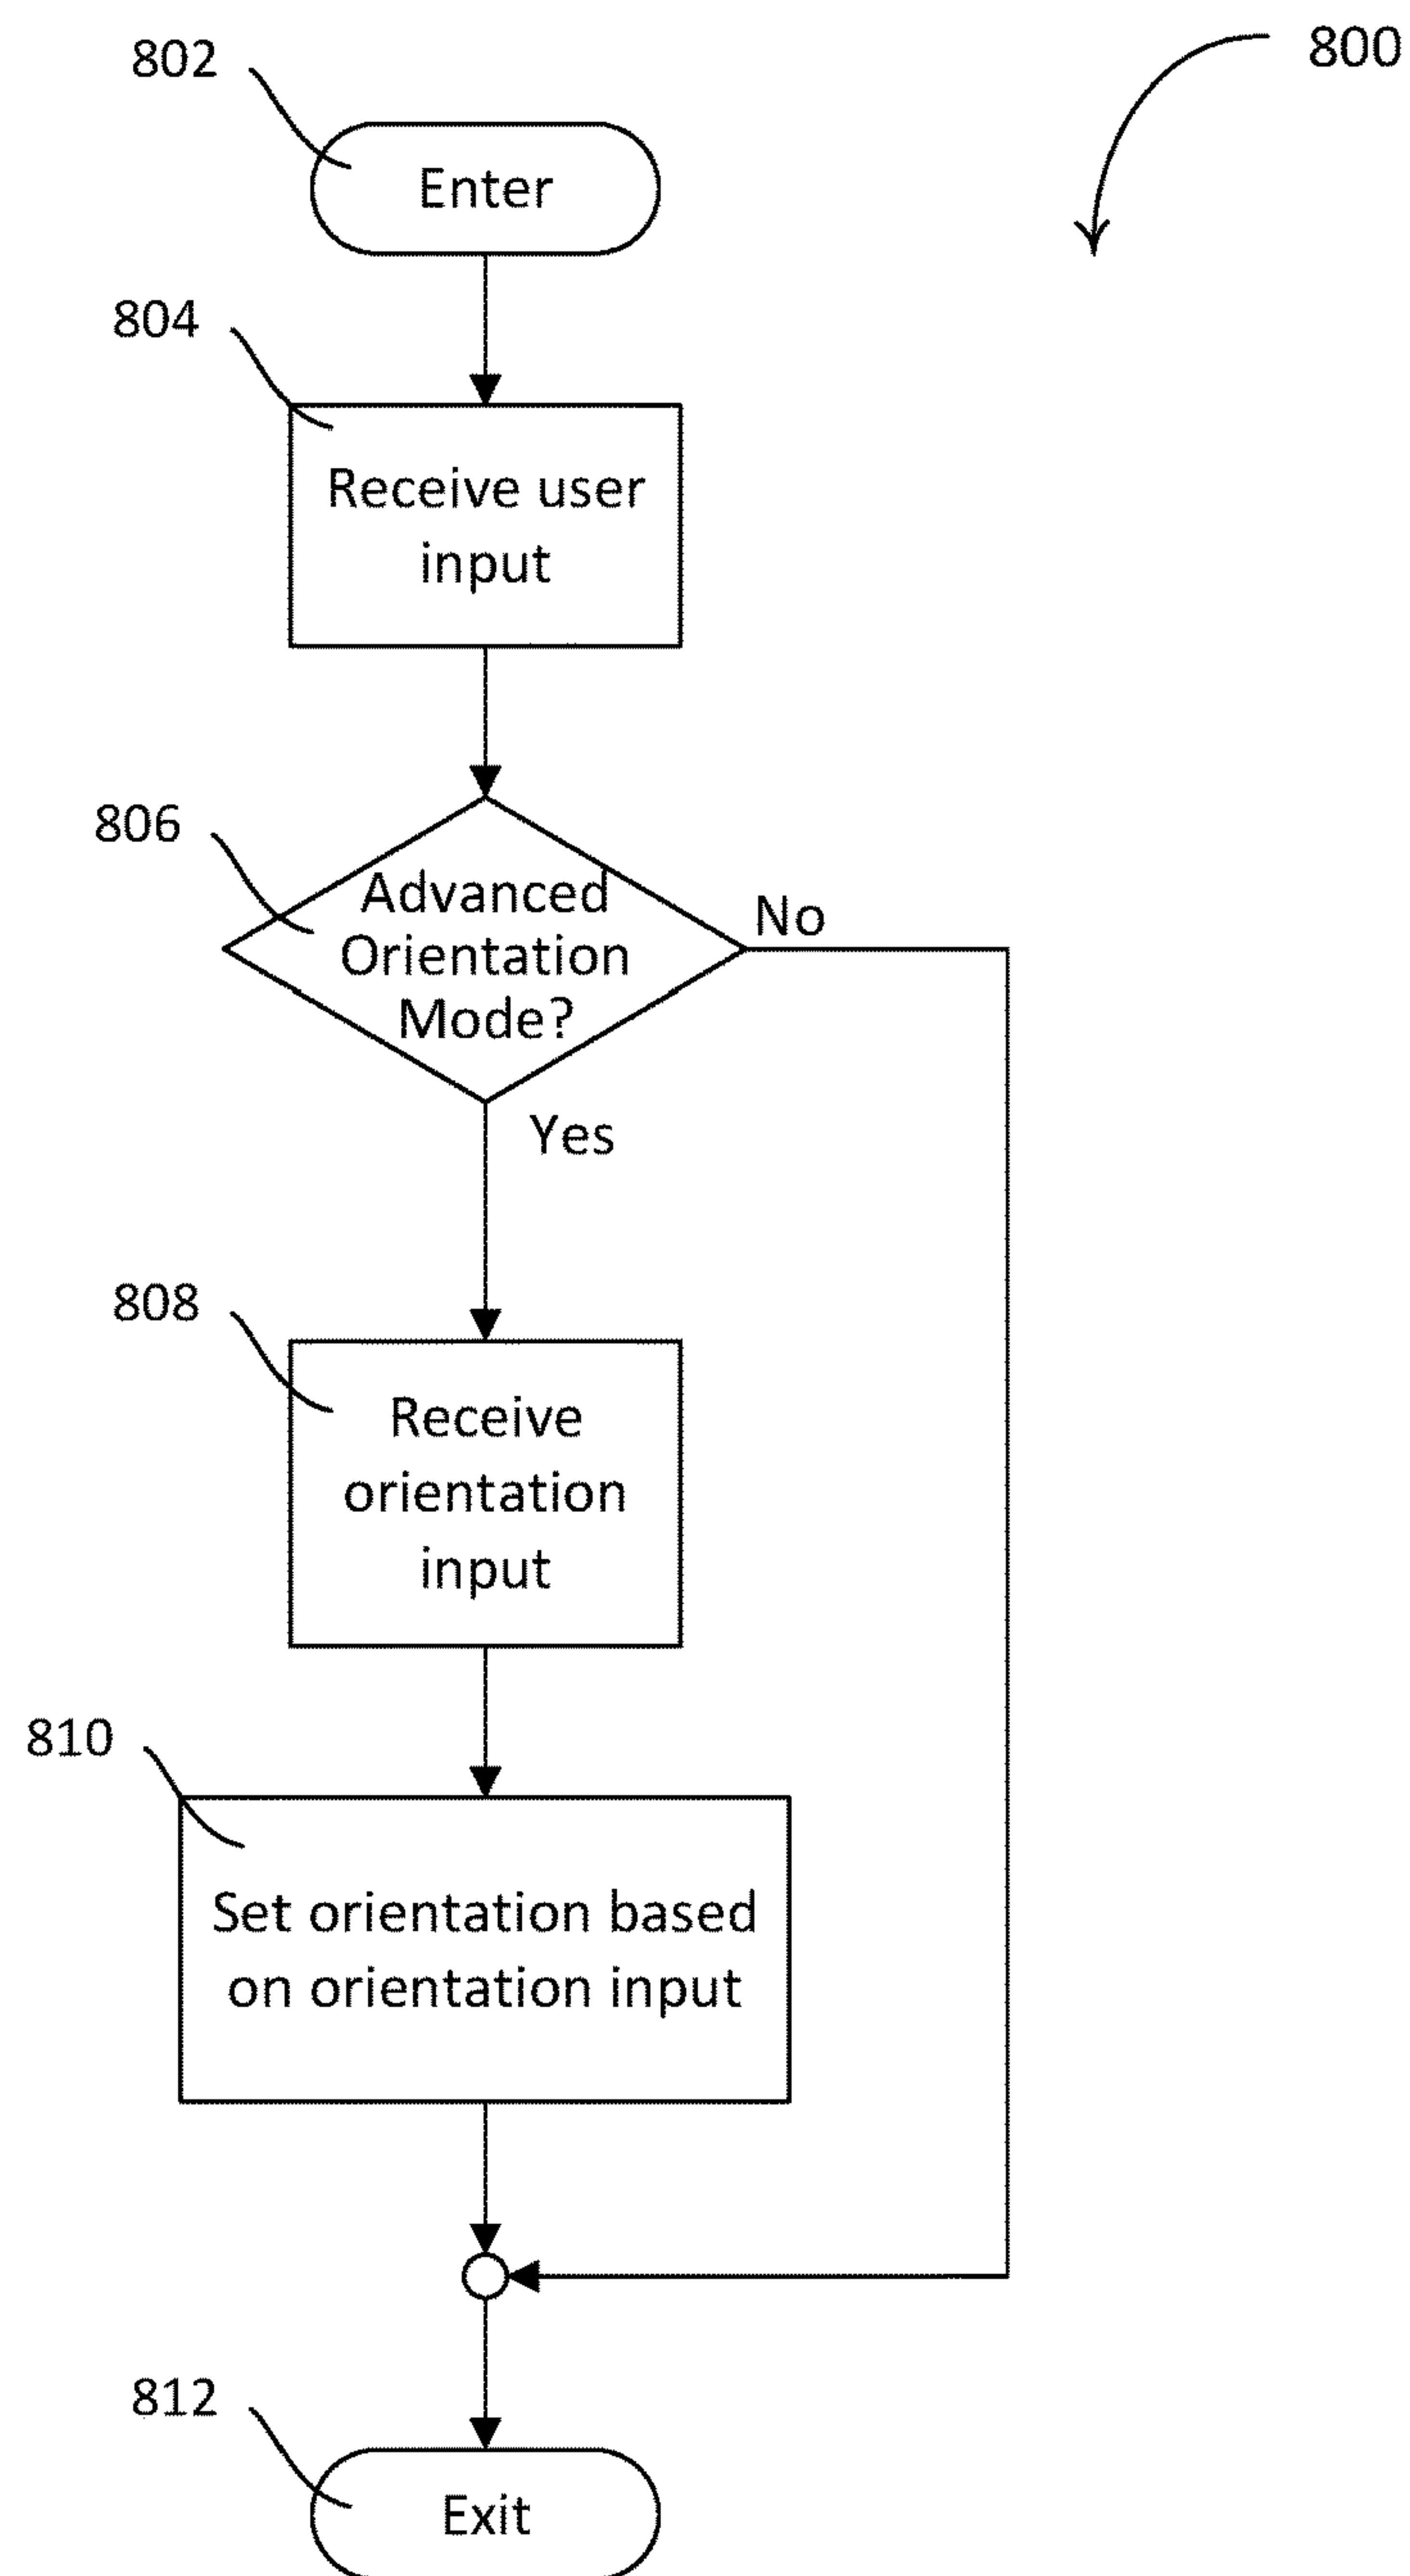 800
802
Enter
804
Receive user
input
806
Advanced
Orientation
Mode?
No
Yes
808
Receive
orientation
input
810
Set orientation based
on orientation input
812
Exit